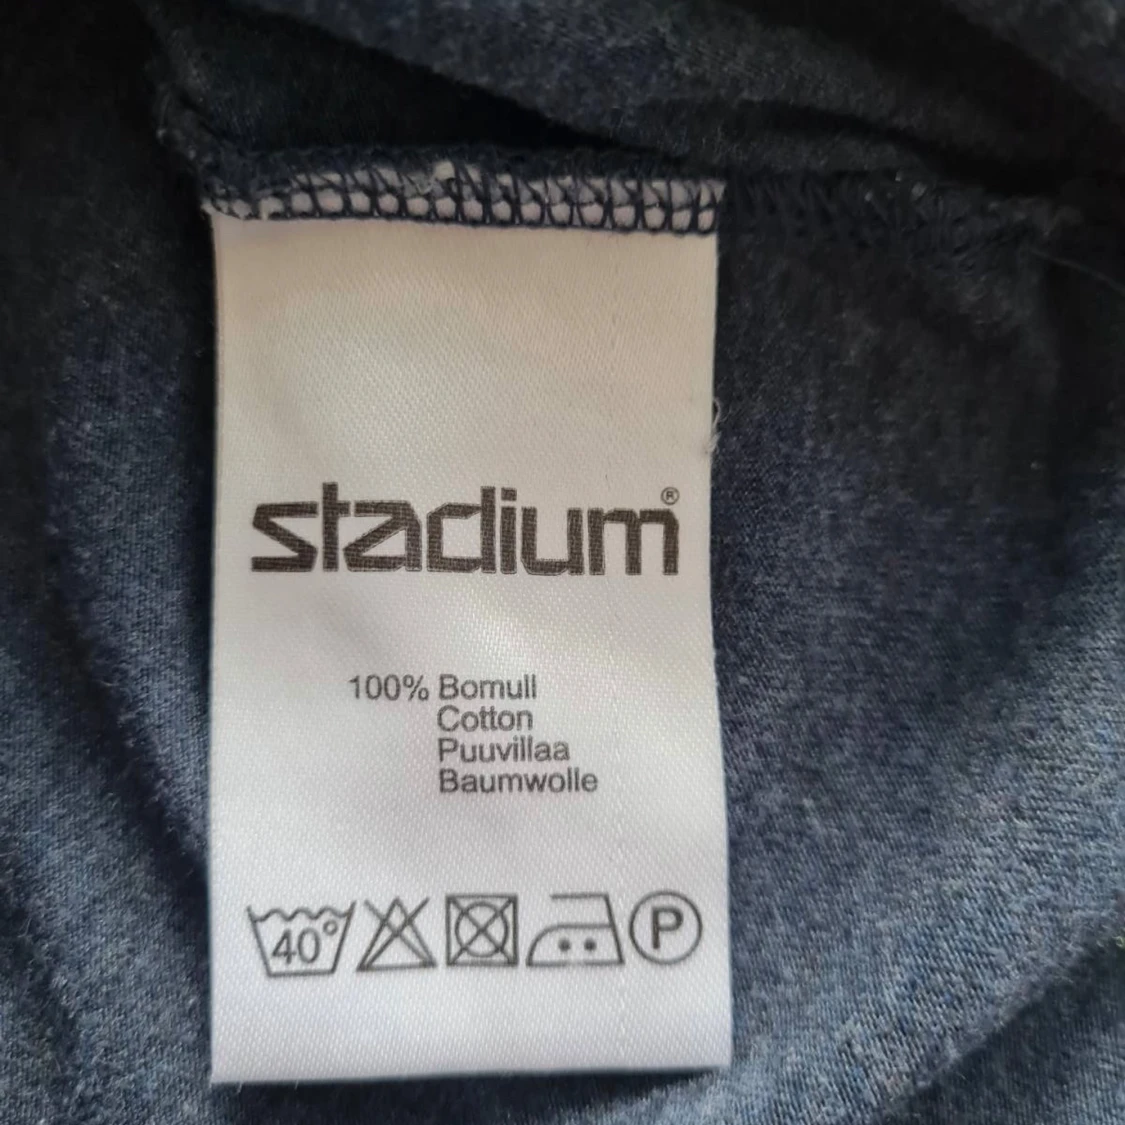 stadium®
100% Bomull
Cotton
Puuvillaa
Baumwolle
40°
P